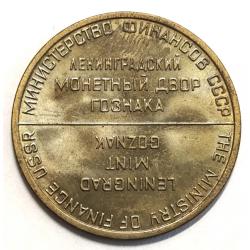 МИНИСТЕРСТВО ФИНАНСОВ СССР
ЛЕНИНГРАДСКИЙ
МОНЕТНЫЙ ДВОР
ГОЗНАКА
LENINGRAD
MINT
GOZNAK
THE MINISTRY OF FINANCE USSR